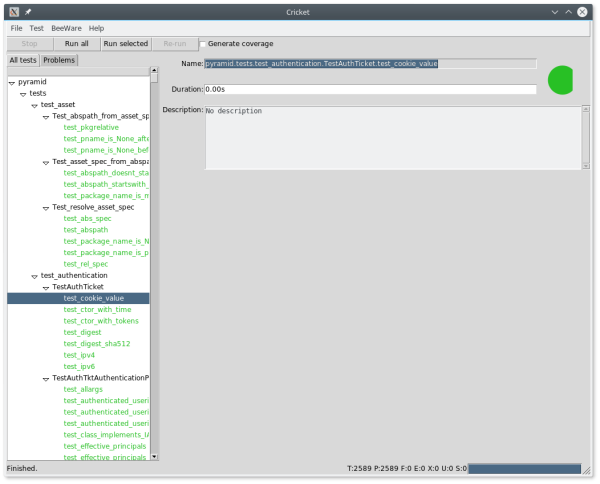 Cricket
File Test BeeWare Help
Stop Run all Run selected Re-run Generate coverage
All tests Problems
pyramid
tests
test_asset
Test_abspath_from_asset_sp
test_pkgrelative
test_pname_is_None_afte
test_pname_is_None_bef
Test_asset_spec_from_abspa
test_abspath_doesnt_sta
test_abspath_startswith_
test_package_name_is_m
Test_resolve_asset_spec
test_abs_spec
test_abspath
test_package_name_is_N
test_package_name_is_p
test_rel_spec
test_authentication
TestAuthTicket
test_cookie_value
test_ctor_with_time
test_ctor_with_tokens
test_digest
test_digest_sha512
test_ipv4
test_ipv6
TestAuthTktAuthenticationP
test_allargs
test_authenticated_useri
test_authenticated_useri
test_authenticated_useri
test_class_implements_IA
test_effective_principals
test_effective_principals
Name: pyramid.tests.test_authentication.TestAuthTicket.test_cookie_value
Duration: 0.00s
Description: No description
Finished.
T:2589 P:2589 F:0 E:0 X:0 U:0 S:0